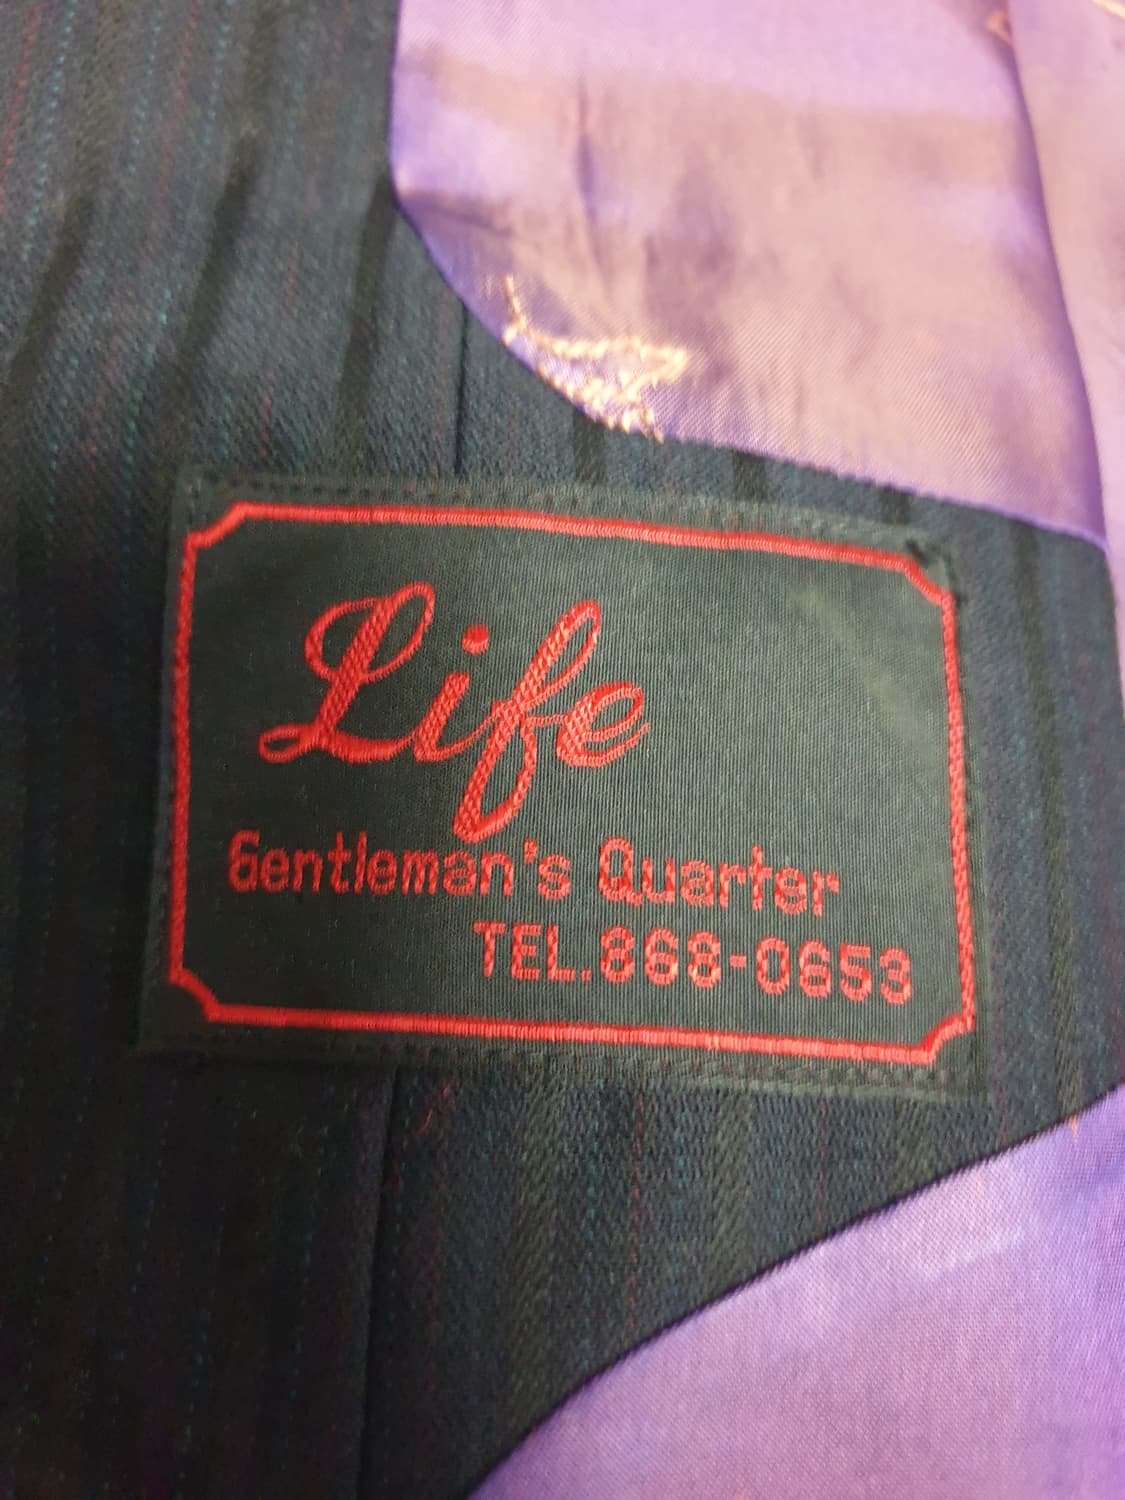 Life
Gentleman's Quarter
TEL.868-0653